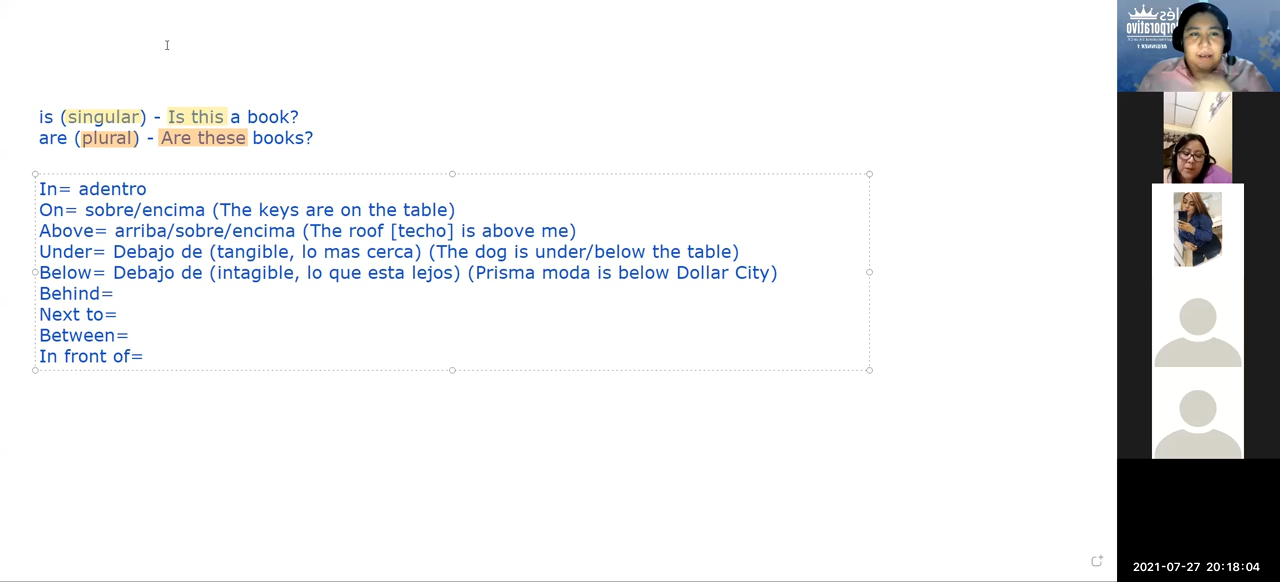 is (singular) - Is this a book?
are (plural) - Are these books?
In= adentro
On= sobre/encima (The keys are on the table)
Above= arriba/sobre/encima (The roof [techo] is above me)
Under= Debajo de (tangible, lo mas cerca) (The dog is under/below the table)
Below= Debajo de (intagible, lo que esta lejos) (Prisma moda is below Dollar City)
Behind=
Next to=
Between=
In front of=
2021-07-27 20:18:04